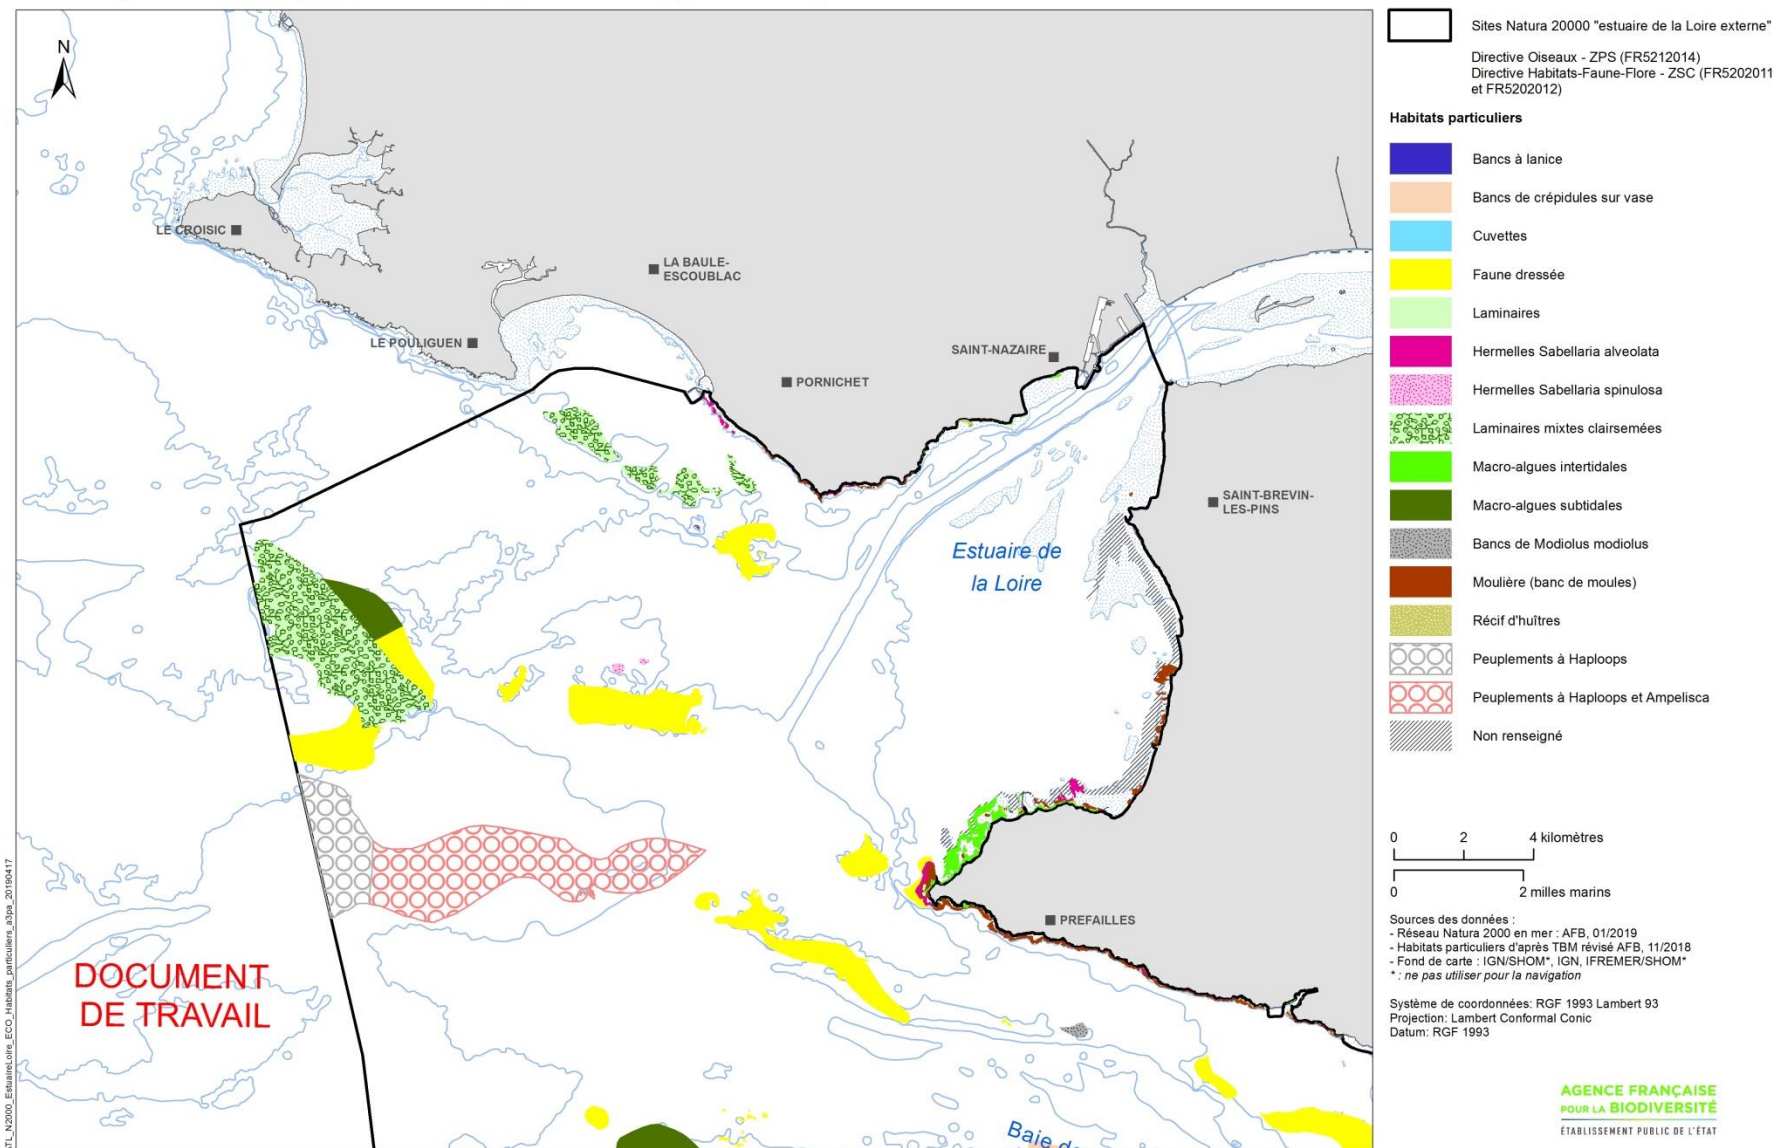 N
LE CROISIC
LA BAULE-
ESCOUBLAC
LE POULIGUEN
PORNICHET
SAINT-NAZAIRE
SAINT-BREVIN-
LES-PINS
Estuaire de
la Loire
PREFAILLES
DOCUMENT
DE TRAVAIL
Baie de
ATL_N2000_EstuaireLoire_ECO_Habitats_particuliers_a3pa_20190417
Sites Natura 20000 "estuaire de la Loire externe"
Directive Oiseaux - ZPS (FR5212014)
Directive Habitats-Faune-Flore - ZSC (FR5202011
et FR5202012)
Habitats particuliers
Bancs à lanice
Bancs de crépidules sur vase
Cuvettes
Faune dressée
Laminaires
Hermelles Sabellaria alveolata
Hermelles Sabellaria spinulosa
Laminaires mixtes clairsemées
Macro-algues intertidales
Macro-algues subtidales
Bancs de Modiolus modiolus
Moulière (banc de moules)
Récif d'huîtres
Peuplements à Haploops
Peuplements à Haploops et Ampelisca
Non renseigné
0 2 4 kilomètres
0 2 milles marins
Sources des données :
- Réseau Natura 2000 en mer : AFB, 01/2019
- Habitats particuliers d'après TBM révisé AFB, 11/2018
- Fond de carte : IGN/SHOM*, IGN, IFREMER/SHOM*
* : ne pas utiliser pour la navigation
Système de coordonnées: RGF 1993 Lambert 93
Projection: Lambert Conformal Conic
Datum: RGF 1993
AGENCE FRANÇAISE
POUR LA BIODIVERSITÉ
ÉTABLISSEMENT PUBLIC DE L'ÉTAT